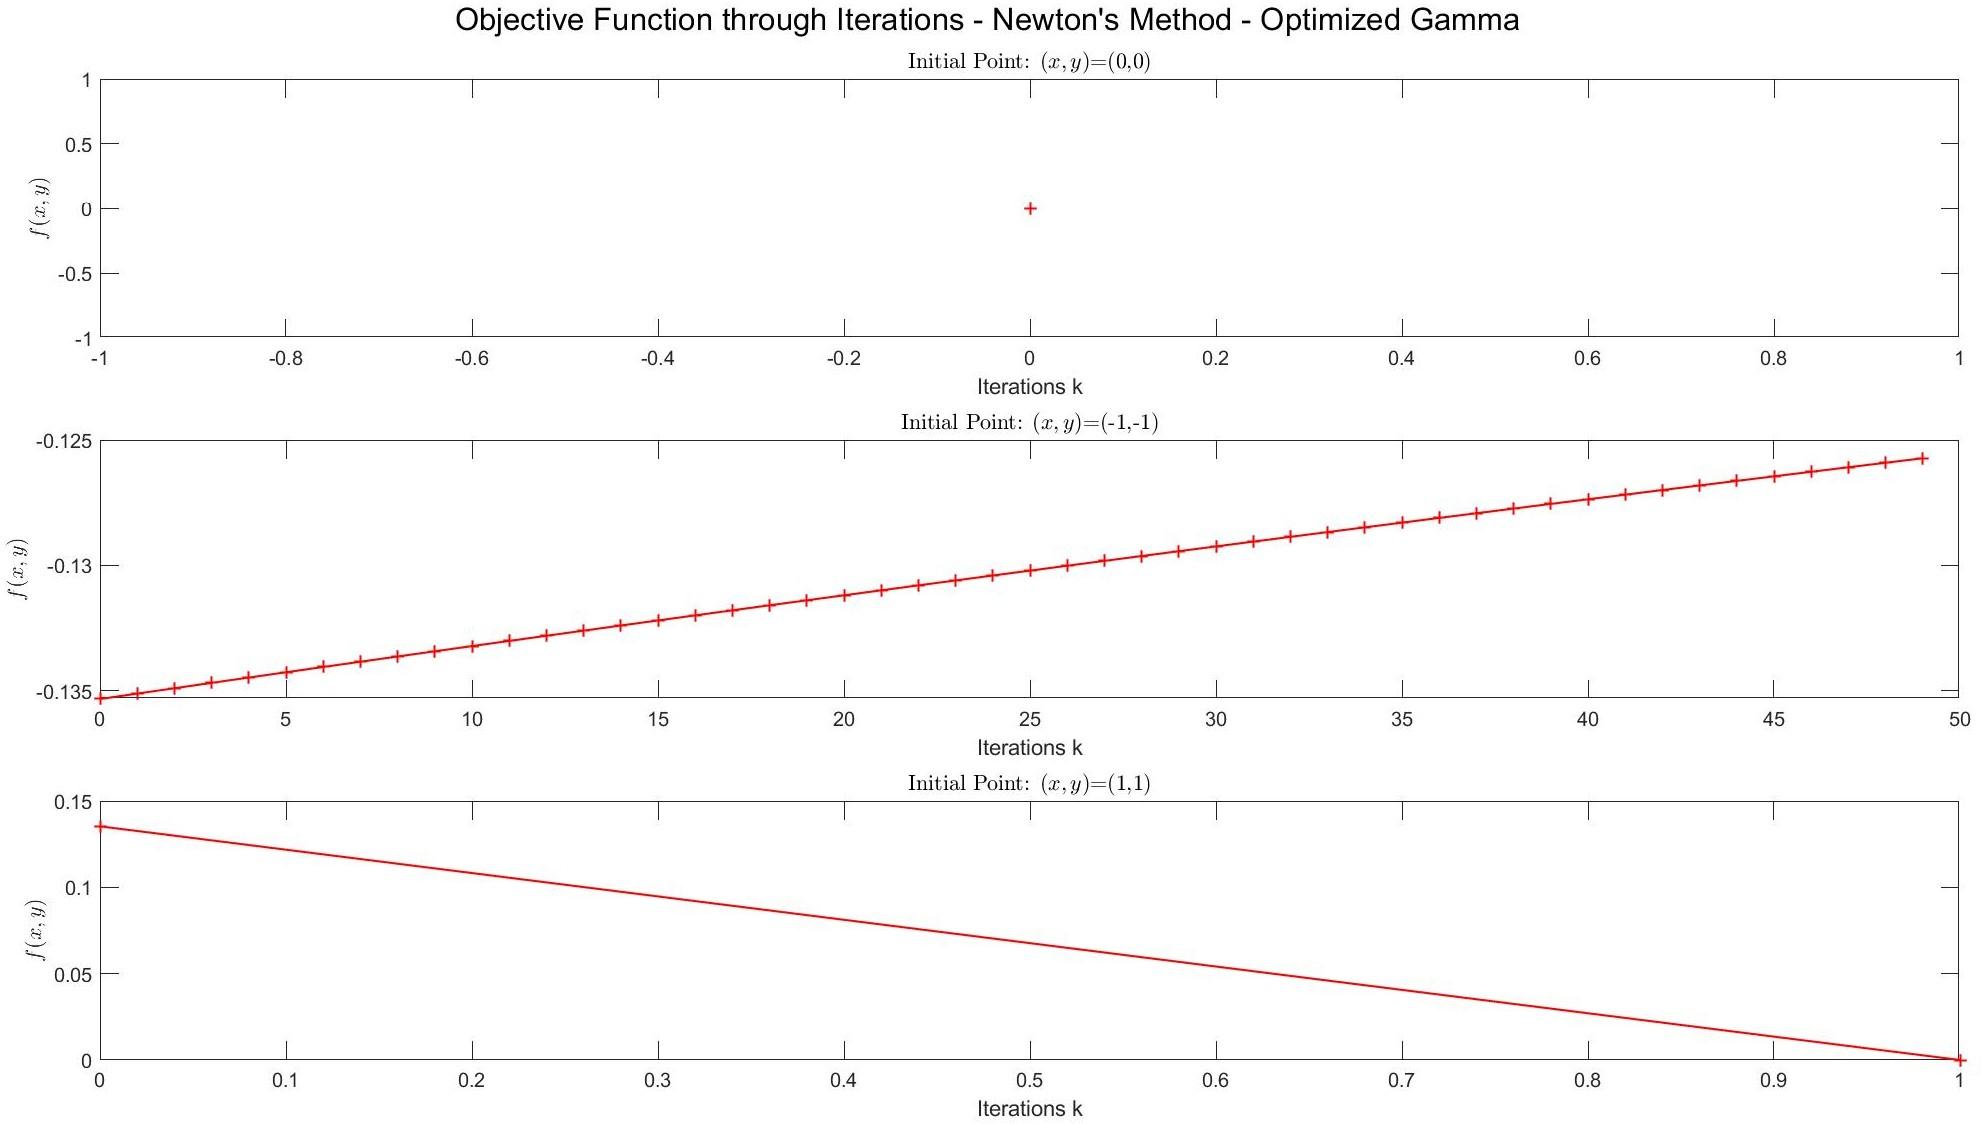 Objective Function through Iterations - Newton's Method - Optimized Gamma
Initial Point: (x, y)=(0,0)
1
0.5
0
-0.5
-1
f(x, y)
-1 -0.8 -0.6 -0.4 -0.2 0 0.2 0.4 0.6 0.8 1
Iterations k
Initial Point: (x, y)=(-1,-1)
-0.125
-0.13
-0.135
f(x, y)
0 5 10 15 20 25 30 35 40 45 50
Iterations k
Initial Point: (x, y)=(1,1)
0.15
0.1
0.05
0
f(x, y)
0 0.1 0.2 0.3 0.4 0.5 0.6 0.7 0.8 0.9 1
Iterations k